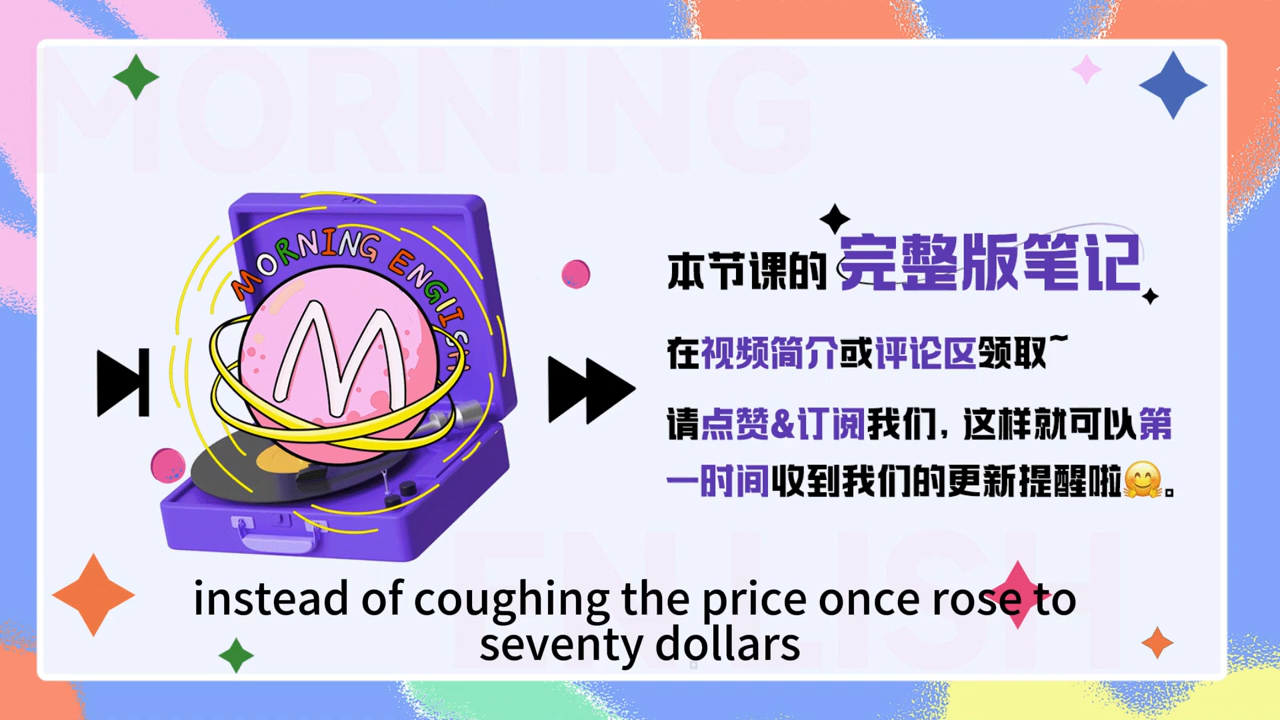 MORNING
MORNING ENGLISH
M
本节课的 完整版笔记
在视频简介或评论区领取~
请点赞&订阅我们，这样就可以第
一时间收到我们的更新提醒啦🤗。
ENGLISH
instead of coughing the price once rose to
seventy dollars